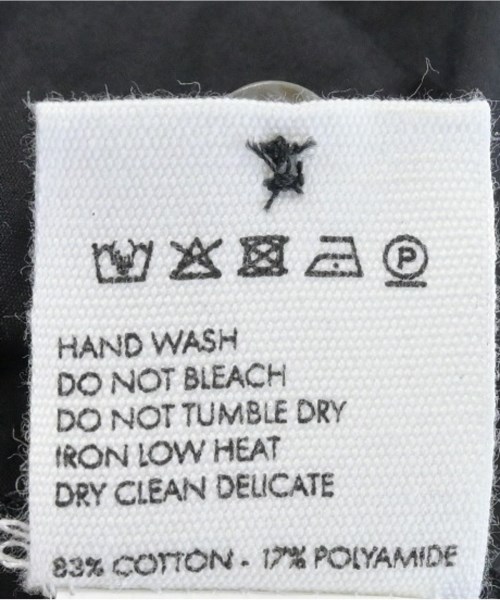 P
HAND WASH
DO NOT BLEACH
DO NOT TUMBLE DRY
IRON LOW HEAT
DRY CLEAN DELICATE
83% COTTON - 17% POLYAMIDE